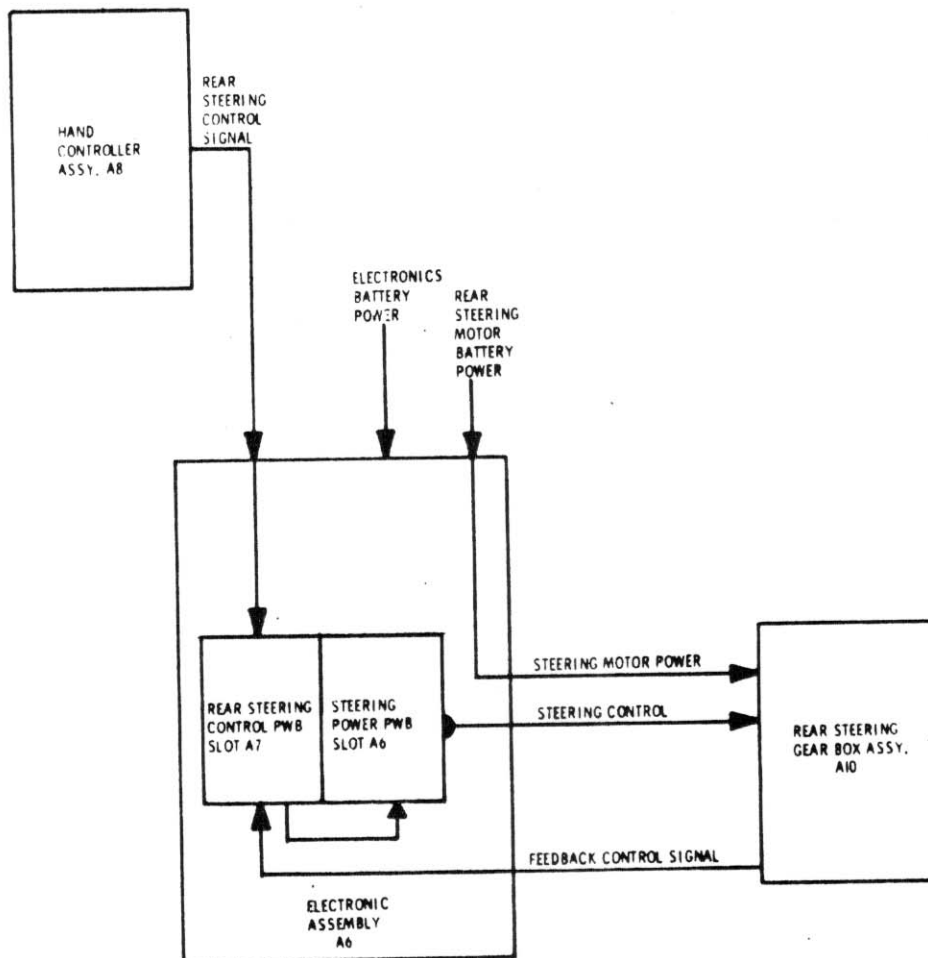 REAR
STEERING
CONTROL
SIGNAL
HAND
CONTROLLER
ASSY, A8
ELECTRONICS
BATTERY
POWER
REAR
STEERING
MOTOR
BATTERY
POWER
REAR STEERING
CONTROL PWB
SLOT A7
STEERING
POWER PWB
SLOT A6
STEERING MOTOR POWER
STEERING CONTROL
REAR STEERING
GEAR BOX ASSY,
A10
FEEDBACK CONTROL SIGNAL
ELECTRONIC
ASSEMBLY
A6